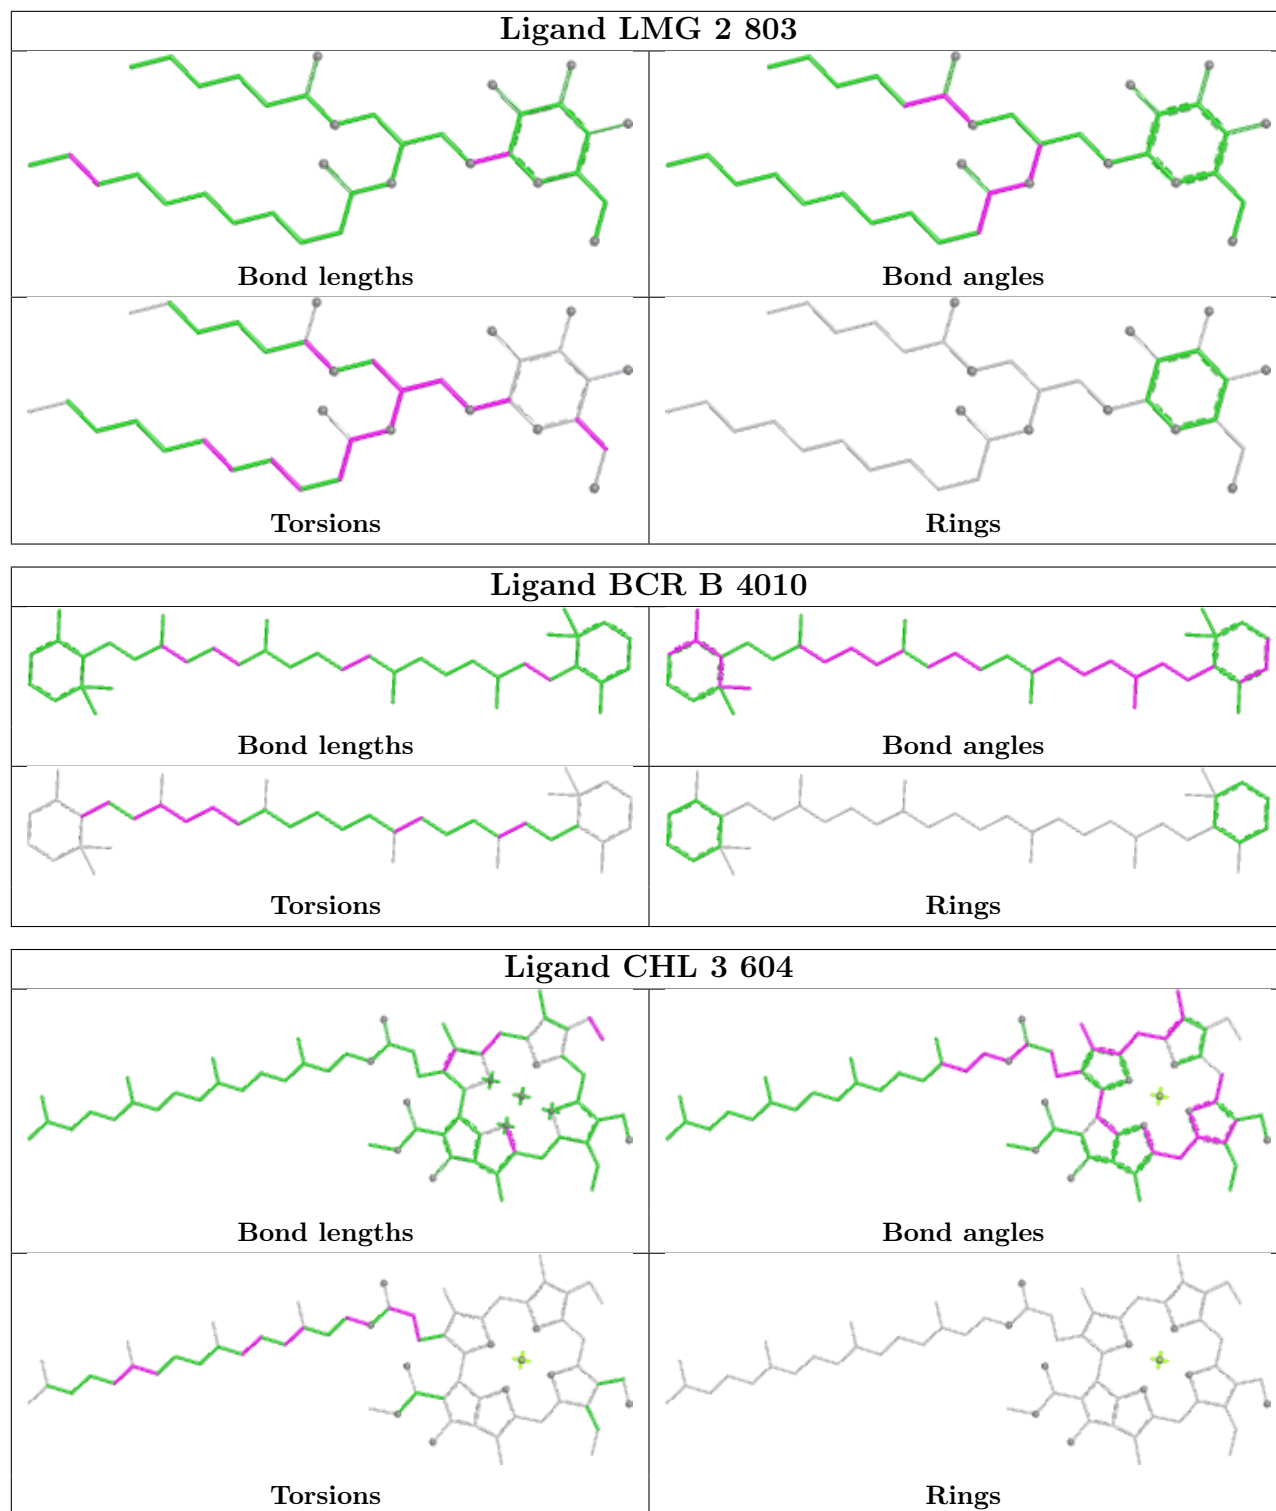 Ligand LMG 2 803
Bond lengths
Bond angles
Torsions
Rings
Ligand BCR B 4010
Bond lengths
Bond angles
Torsions
Rings
Ligand CHL 3 604
Bond lengths
Bond angles
Torsions
Rings